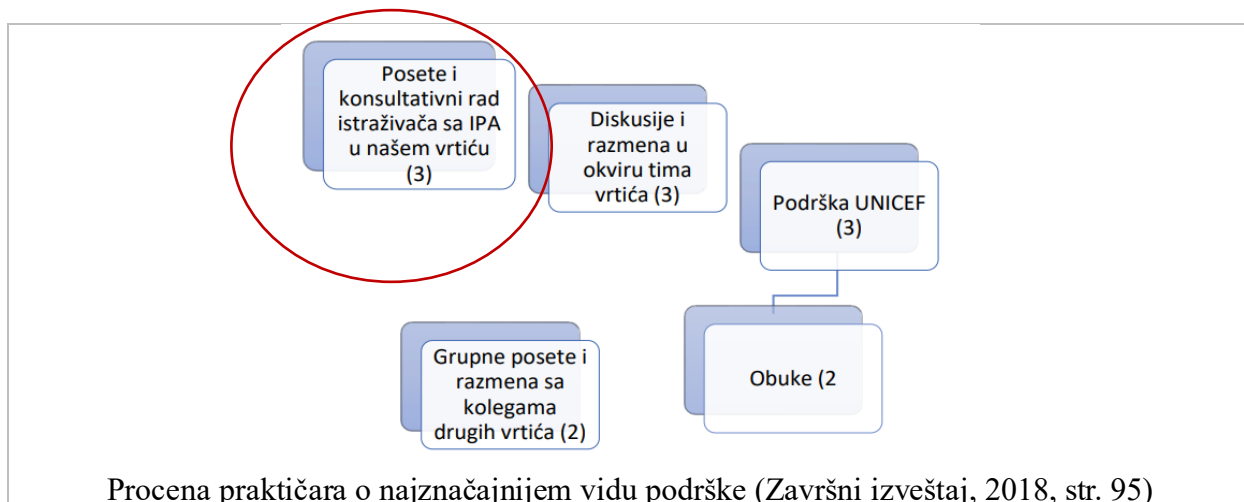 Posete i
konsultativni rad
istraživača sa IPA
u našem vrtiću
(3)
Diskusije i
razmena u
okviru tima
vrtića (3)
Podrška UNICEF
(3)
Grupne posete i
razmena sa
kolegama
drugih vrtića (2)
Obuke (2
Procena praktičara o najznačajnijem vidu podrške (Završni izveštaj, 2018, str. 95)